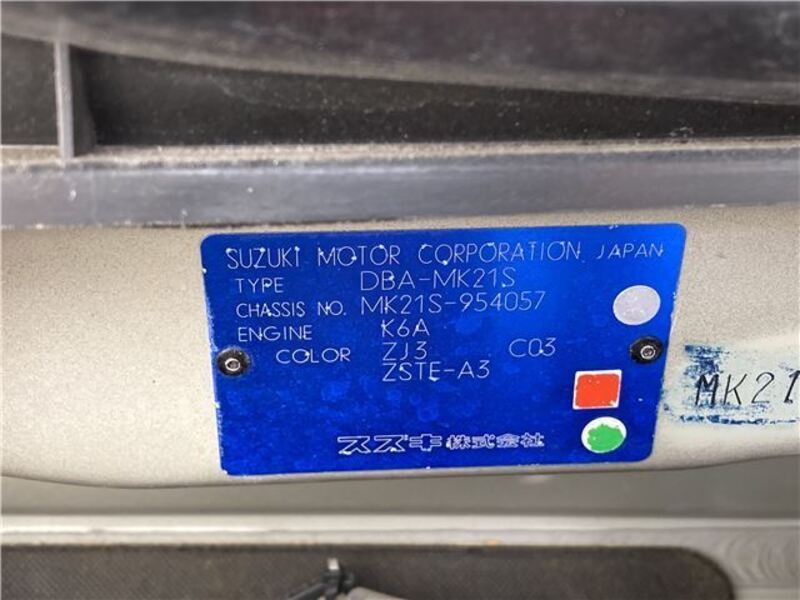 SUZUKI MOTOR CORPORATION JAPAN
TYPE DBA-MK21S
CHASSIS NO. MK21S-954057
ENGINE K6A
COLOR ZJ3 C03
ZSTE-A3
スズキ株式会社
MK21